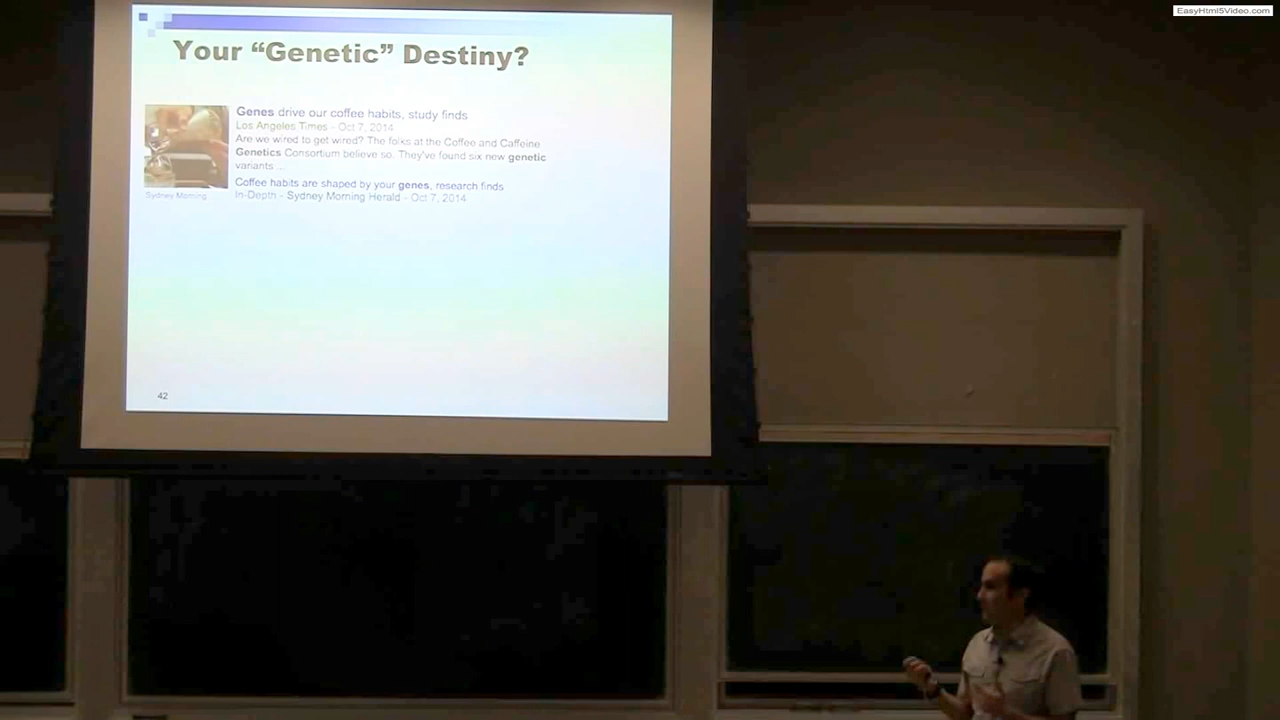 EasyHtml5Video.com
Your “Genetic” Destiny?
Genes drive our coffee habits, study finds
Los Angeles Times - Oct 7, 2014
Are we wired to get wired? The folks at the Coffee and Caffeine
Genetics Consortium believe so. They've found six new genetic
variants ...
Coffee habits are shaped by your genes, research finds
In-Depth - Sydney Morning Herald - Oct 7, 2014
Sydney Morning
42